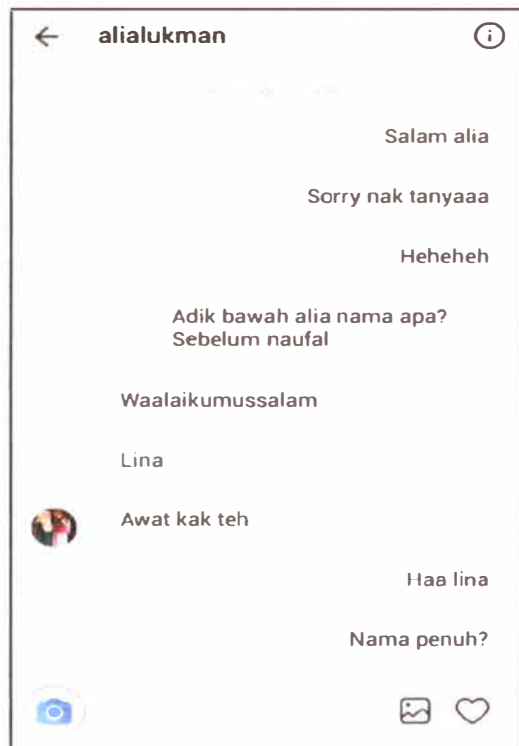 alialukman
Salam alia
Sorry nak tanyaaa
Heheheh
Adik bawah alia nama apa?
Sebelum naufal
Waalaikumussalam
Lina
Awat kak teh
Haa lina
Nama penuh?